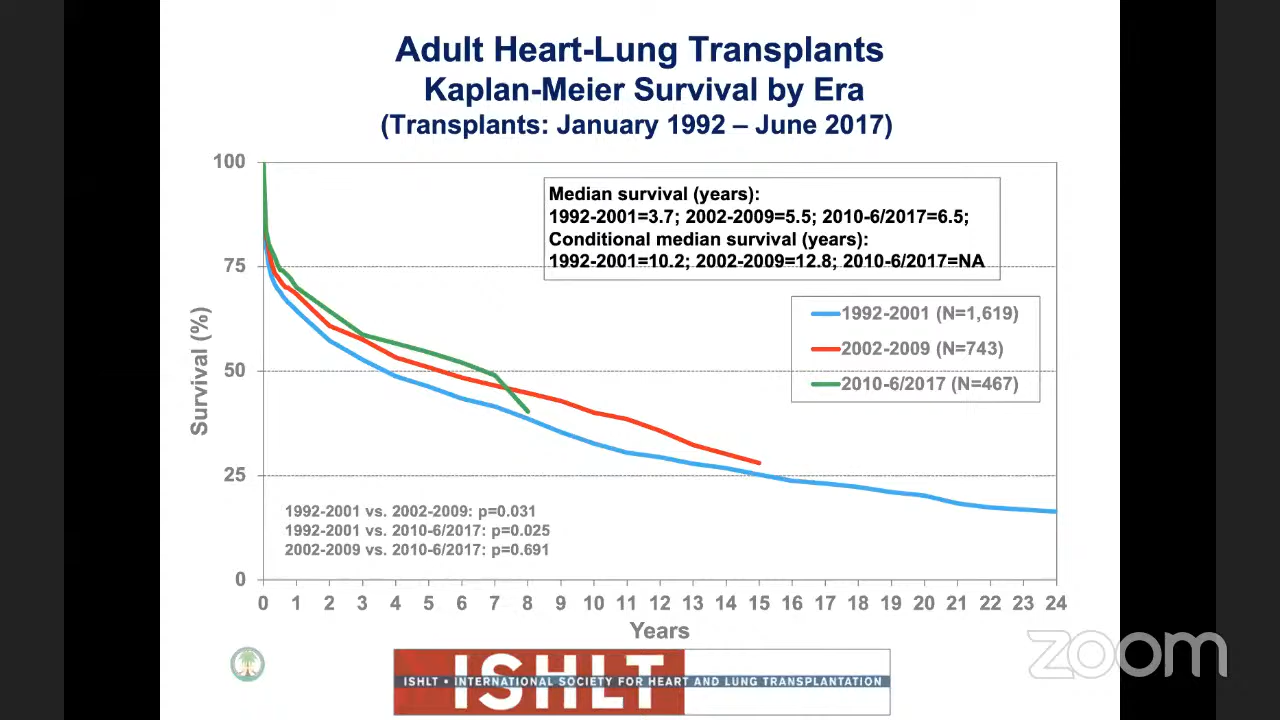 Adult Heart-Lung Transplants
Kaplan-Meier Survival by Era
(Transplants: January 1992 – June 2017)
100
75
50
25
0
Survival (%)
Median survival (years):
1992-2001=3.7; 2002-2009=5.5; 2010-6/2017=6.5;
Conditional median survival (years):
1992-2001=10.2; 2002-2009=12.8; 2010-6/2017=NA
1992-2001 (N=1,619)
2002-2009 (N=743)
2010-6/2017 (N=467)
1992-2001 vs. 2002-2009: p=0.031
1992-2001 vs. 2010-6/2017: p=0.025
2002-2009 vs. 2010-6/2017: p=0.691
0 1 2 3 4 5 6 7 8 9 10 11 12 13 14 15 16 17 18 19 20 21 22 23 24
Years
ISHLT
ISHLT • INTERNATIONAL SOCIETY FOR HEART AND LUNG TRANSPLANTATION
zoom